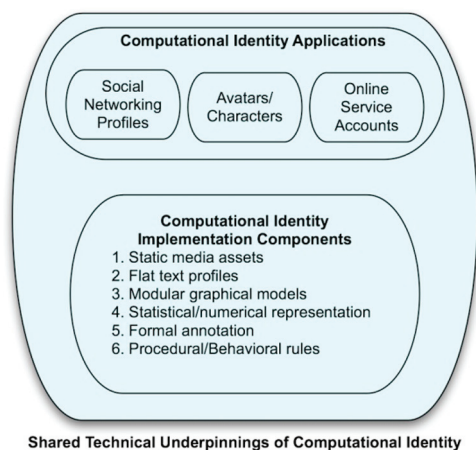 Computational Identity Applications
Social
Networking
Profiles
Avatars/
Characters
Online
Service
Accounts
Computational Identity
Implementation Components
1. Static media assets
2. Flat text profiles
3. Modular graphical models
4. Statistical/numerical representation
5. Formal annotation
6. Procedural/Behavioral rules
Shared Technical Underpinnings of Computational Identity